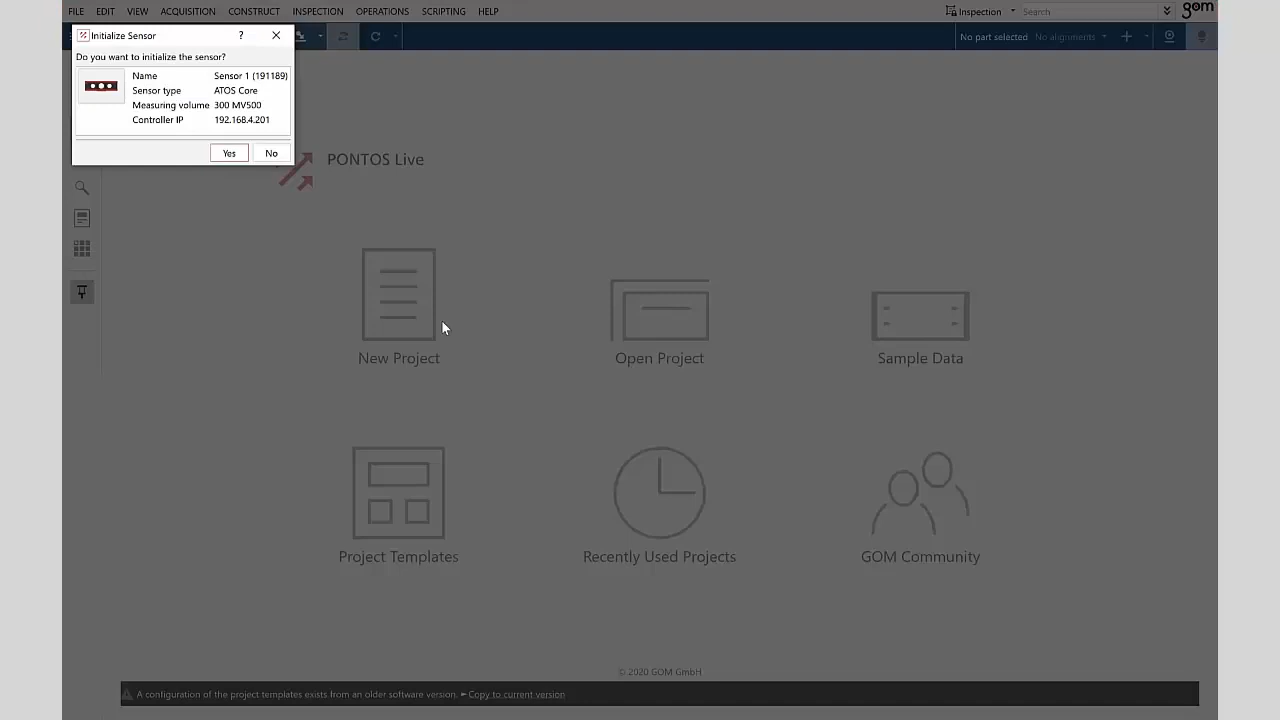 FILE EDIT VIEW ACQUISITION CONSTRUCT INSPECTION OPERATIONS SCRIPTING HELP
Inspection Search
gom
Initialize Sensor ?
No part selected No alignments
Do you want to initialize the sensor?
Name Sensor 1 (191189)
Sensor type ATOS Core
Measuring volume 300 MV500
Controller IP 192.168.4.201
Yes No
PONTOS Live
New Project Open Project Sample Data
Project Templates Recently Used Projects GOM Community
© 2020 GOM GmbH
A configuration of the project templates exists from an older software version. ► Copy to current version